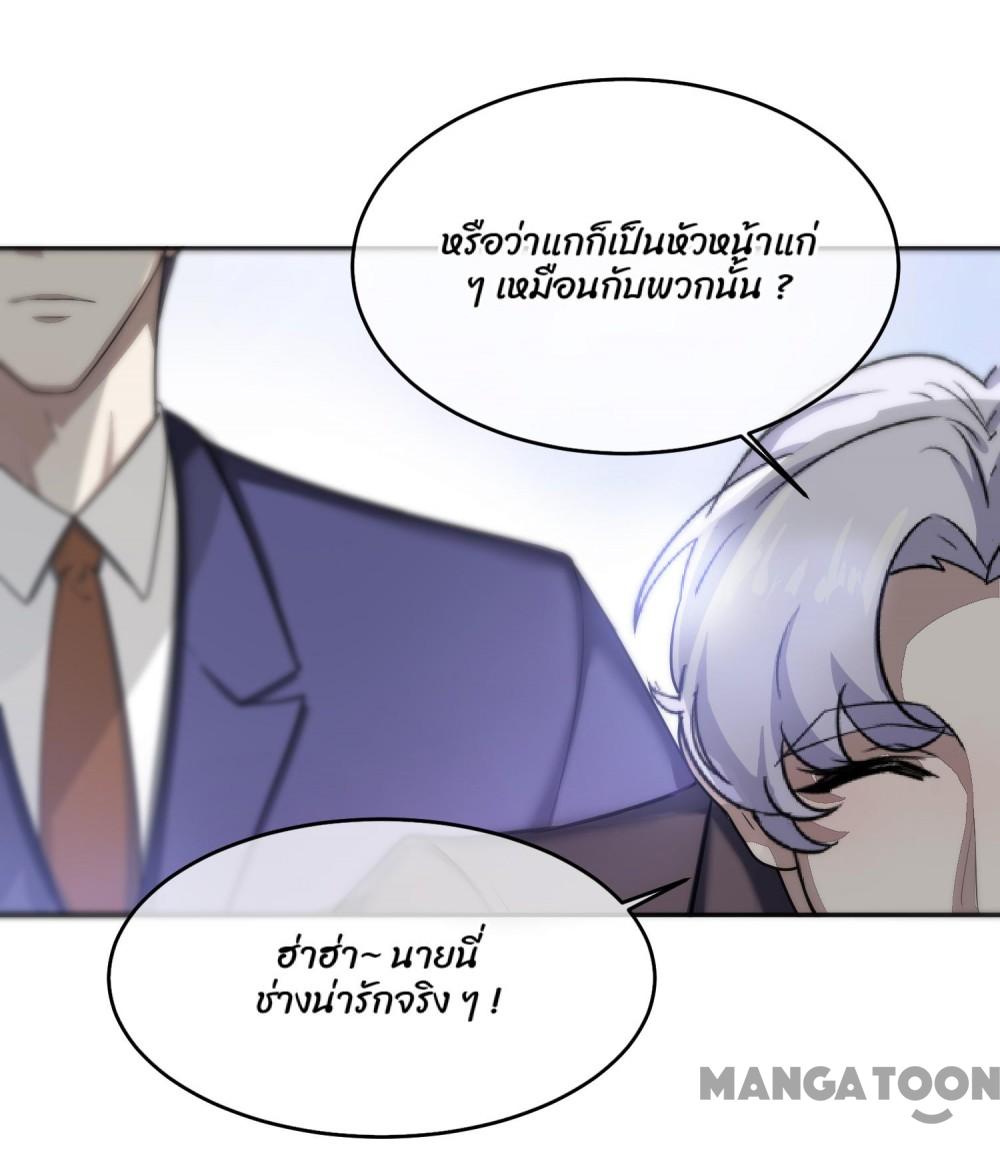 หรือว่าแกก็เป็นหัวหน้าแก่
ๆ เหมือนกับพวกนั้น ?
ฮ่าฮ่า~ นายนี่
ช่างน่ารักจริง ๆ !
MANGATOON